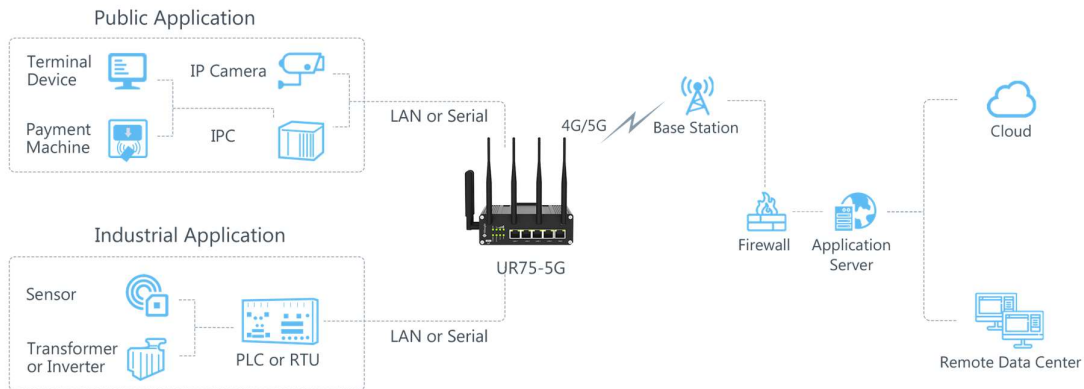 Public Application
Terminal
Device
IP Camera
Payment
Machine
IPC
LAN or Serial
4G/5G
Base Station
Cloud
Firewall
Application
Server
UR75-5G
Industrial Application
Sensor
Transformer
or Inverter
PLC or RTU
LAN or Serial
Remote Data Center